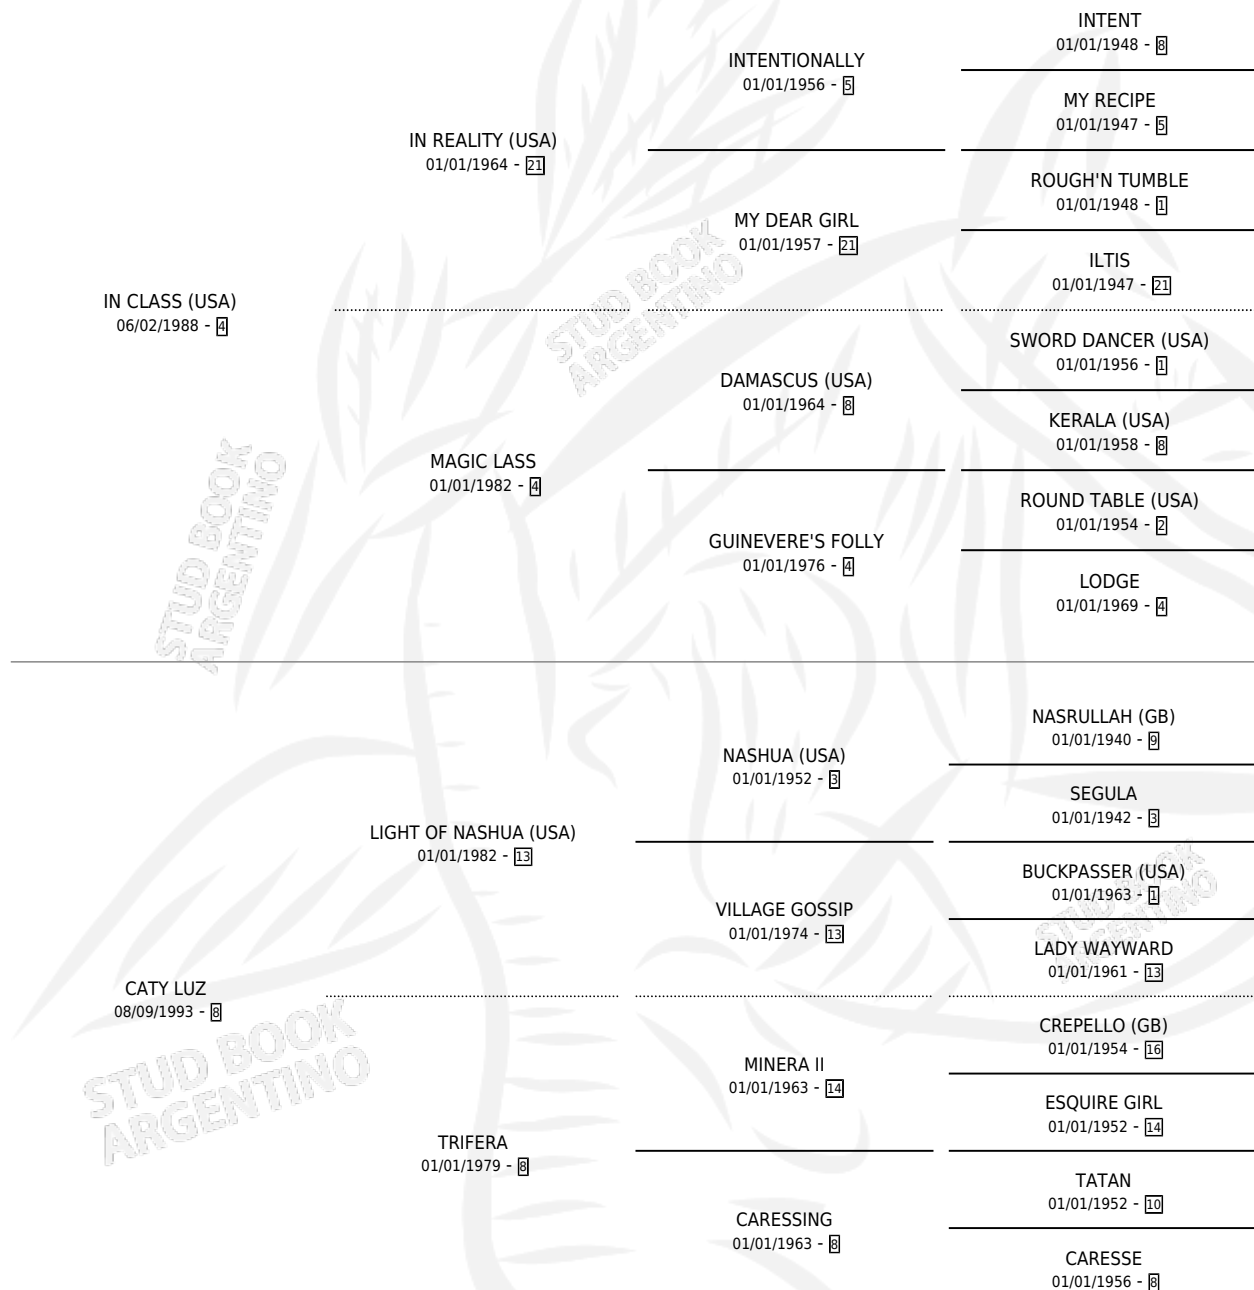 INTENT
01/01/1948 - 8
INTENTIONALLY
01/01/1956 - 5
MY RECIPE
01/01/1947 - 5
IN REALITY (USA)
01/01/1964 - 21
ROUGH'N TUMBLE
01/01/1948 - 1
MY DEAR GIRL
01/01/1957 - 21
ILTIS
01/01/1947 - 21
IN CLASS (USA)
06/02/1988 - 4
SWORD DANCER (USA)
01/01/1956 - 1
DAMASCUS (USA)
01/01/1964 - 8
KERALA (USA)
01/01/1958 - 8
MAGIC LASS
01/01/1982 - 4
ROUND TABLE (USA)
01/01/1954 - 2
GUINEVERE'S FOLLY
01/01/1976 - 4
LODGE
01/01/1969 - 4
NASRULLAH (GB)
01/01/1940 - 9
NASHUA (USA)
01/01/1952 - 3
SEGULA
01/01/1942 - 3
LIGHT OF NASHUA (USA)
01/01/1982 - 13
BUCKPASSER (USA)
01/01/1963 - 1
VILLAGE GOSSIP
01/01/1974 - 13
LADY WAYWARD
01/01/1961 - 13
CATY LUZ
08/09/1993 - 8
CREPELLO (GB)
01/01/1954 - 16
MINERA II
01/01/1963 - 14
ESQUIRE GIRL
01/01/1952 - 14
TRIFERA
01/01/1979 - 8
TATAN
01/01/1952 - 10
CARESSING
01/01/1963 - 8
CARESSE
01/01/1956 - 8
STUD BOOK
ARGENTINO
STUD BOOK
ARGENTINO
STUD BOOK
ARGENTINO
STUD BOOK
ARGENTINO